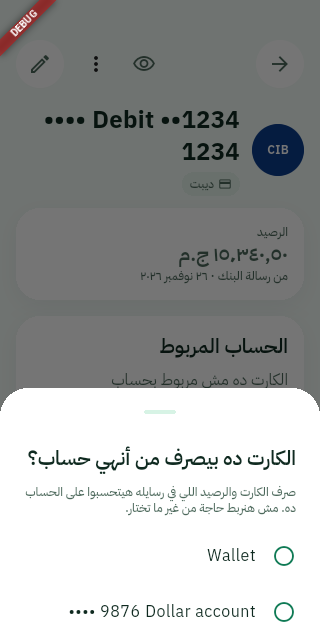 DEBUG
•••• Debit ••1234
1234
CIB
ديبت
الرصيد
١٥,٣٤٠,٥٠ ج.م
من رسالة البنك · ٢٦ نوفمبر ٢٠٢٦
الحساب المربوط
الكارت ده مش مربوط بحساب
الكارت ده بيصرف من أنهي حساب؟
صرف الكارت والرصيد اللي في رسايله هيتحسبوا على الحساب
ده. مش هنربط حاجة من غير ما تختار.
Wallet
•••• 9876 Dollar account